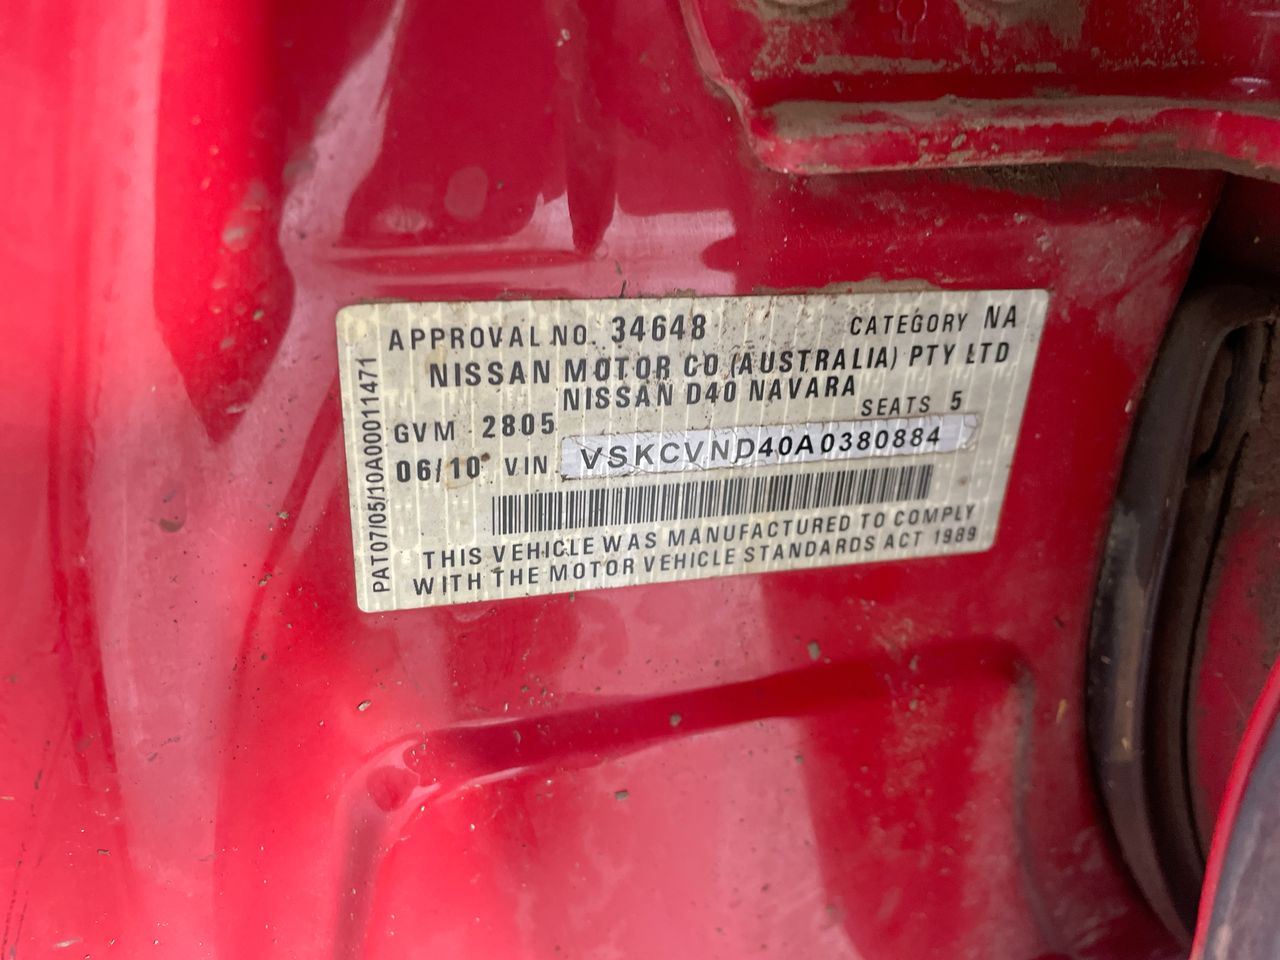 APPROVAL NO. 34648 CATEGORY NA
NISSAN MOTOR CO (AUSTRALIA) PTY LTD
NISSAN D40 NAVARA
GVM 2805 SEATS 5
06/10 VIN VSKCVND40A0380884
THIS VEHICLE WAS MANUFACTURED TO COMPLY
WITH THE MOTOR VEHICLE STANDARDS ACT 1989
PAT07/05/10A00011471